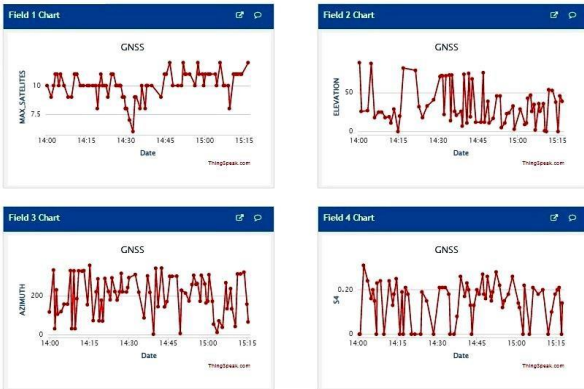 Field 1 Chart
GNSS
MAX_SATELITES
10
7.5
14:00 14:15 14:30 14:45 15:00 15:15
Date
ThingSpeak.com
Field 2 Chart
GNSS
ELEVATION
50
0
14:00 14:15 14:30 14:45 15:00 15:15
Date
ThingSpeak.com
Field 3 Chart
GNSS
AZIMUTH
200
0
14:00 14:15 14:30 14:45 15:00 15:15
Date
ThingSpeak.com
Field 4 Chart
GNSS
S4
0.20
0
14:00 14:15 14:30 14:45 15:00 15:15
Date
ThingSpeak.com